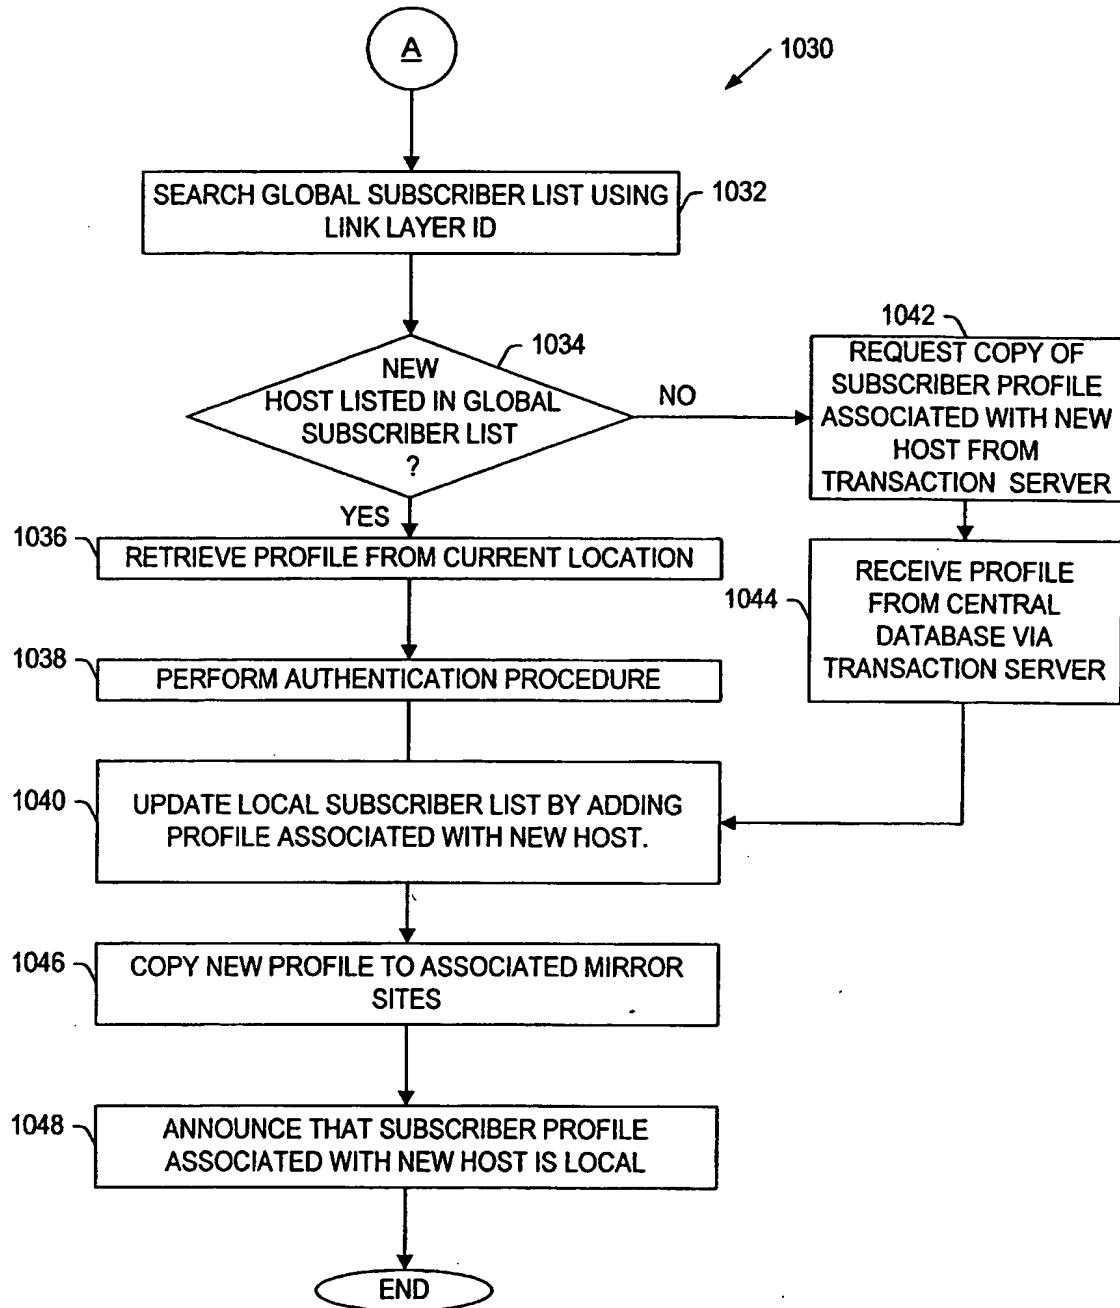 A
1030
SEARCH GLOBAL SUBSCRIBER LIST USING
LINK LAYER ID
1032
NEW
HOST LISTED IN GLOBAL
SUBSCRIBER LIST
?
1034
NO
1042
REQUEST COPY OF
SUBSCRIBER PROFILE
ASSOCIATED WITH NEW
HOST FROM
TRANSACTION SERVER
YES
1036
RETRIEVE PROFILE FROM CURRENT LOCATION
1044
RECEIVE PROFILE
FROM CENTRAL
DATABASE VIA
TRANSACTION SERVER
1038
PERFORM AUTHENTICATION PROCEDURE
1040
UPDATE LOCAL SUBSCRIBER LIST BY ADDING
PROFILE ASSOCIATED WITH NEW HOST.
1046
COPY NEW PROFILE TO ASSOCIATED MIRROR
SITES
1048
ANNOUNCE THAT SUBSCRIBER PROFILE
ASSOCIATED WITH NEW HOST IS LOCAL
END